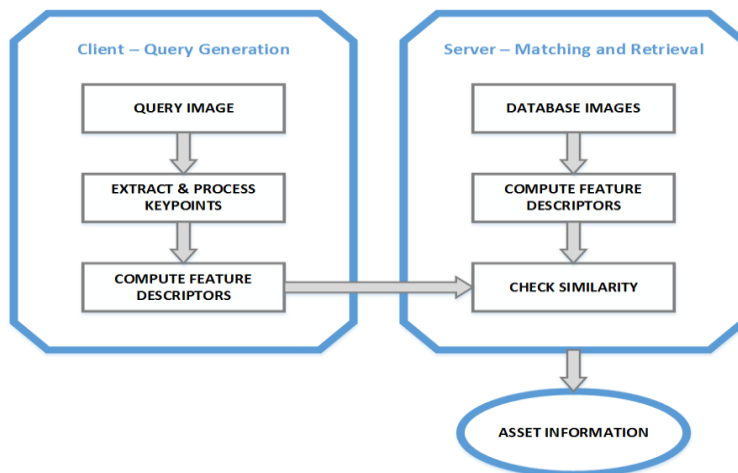 Client – Query Generation
QUERY IMAGE
EXTRACT & PROCESS
KEYPOINTS
COMPUTE FEATURE
DESCRIPTORS
Server – Matching and Retrieval
DATABASE IMAGES
COMPUTE FEATURE
DESCRIPTORS
CHECK SIMILARITY
ASSET INFORMATION